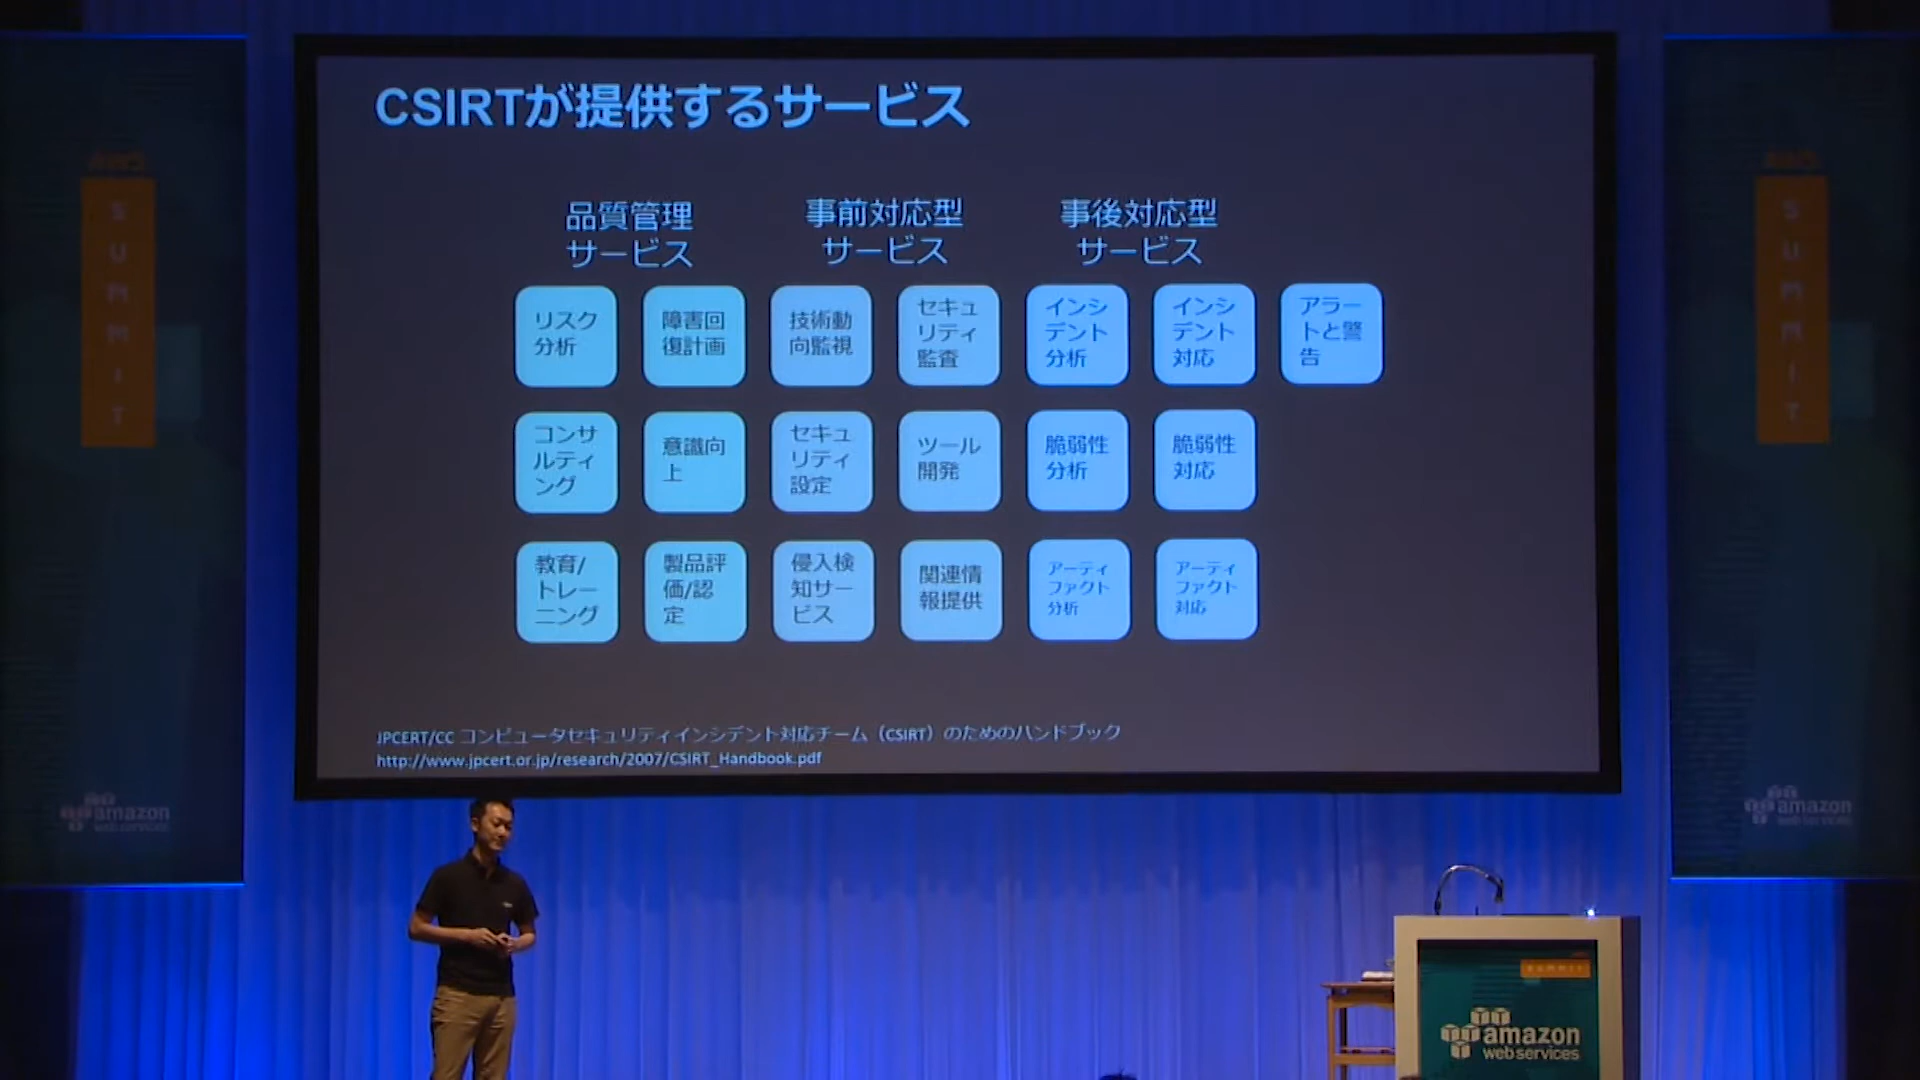 CSIRTが提供するサービス
品質管理
サービス
事前対応型
サービス
事後対応型
サービス
リスク
分析
障害回
復計画
技術動
向監視
セキュ
リティ
監査
インシ
デント
分析
インシ
デント
対応
アラー
トと警
告
コンサ
ルティ
ング
意識向
上
セキュ
リティ
設定
ツール
開発
脆弱性
分析
脆弱性
対応
教育/
トレー
ニング
製品評
価/認
定
侵入検
知サー
ビス
関連情
報提供
アーティ
ファクト
分析
アーティ
ファクト
対応
JPCERT/CC コンピュータセキュリティインシデント対応チーム（CSIRT）のためのハンドブック
http://www.jpcert.or.jp/research/2007/CSIRT_Handbook.pdf
aws
SUMMIT
amazon
web services
aws
SUMMIT
amazon
web services
SUMMIT
amazon
web services